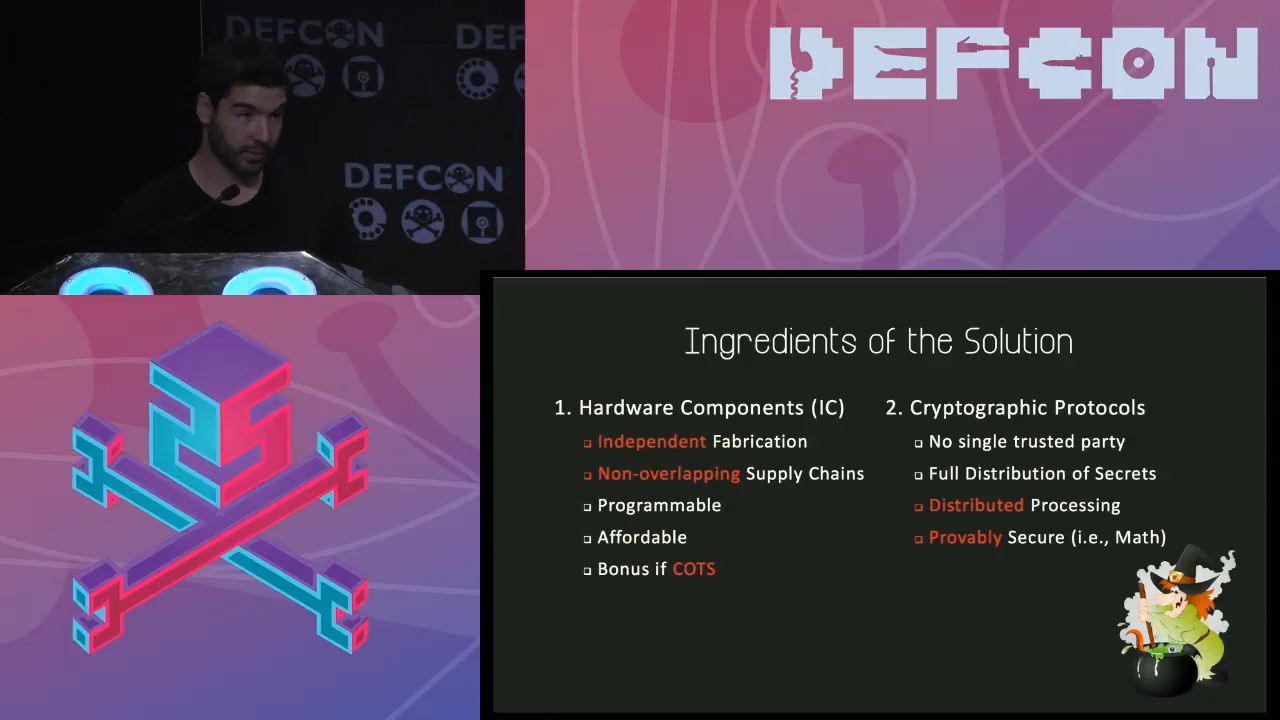 DEFCON
DEF
DEFCON
DEFCON
Ingredients of the Solution
1. Hardware Components (IC)
Independent Fabrication
Non-overlapping Supply Chains
Programmable
Affordable
Bonus if COTS
2. Cryptographic Protocols
No single trusted party
Full Distribution of Secrets
Distributed Processing
Provably Secure (i.e., Math)